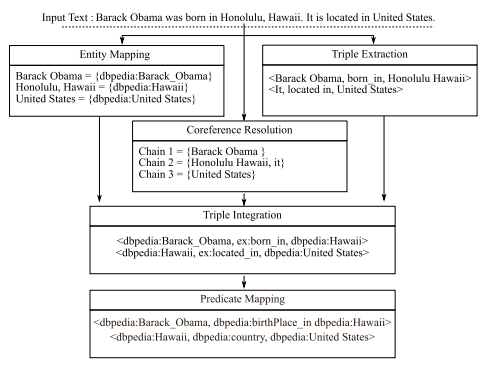 Input Text : Barack Obama was born in Honolulu, Hawaii. It is located in United States.
Entity Mapping
Barack Obama = {dbpedia:Barack_Obama}
Honolulu, Hawaii = {dbpedia:Hawaii}
United States = {dbpedia:United States}
Triple Extraction
<Barack Obama, born_in, Honolulu Hawaii>
<It, located in, United States>
Coreference Resolution
Chain 1 = {Barack Obama }
Chain 2 = {Honolulu Hawaii, it}
Chain 3 = {United States}
Triple Integration
<dbpedia:Barack_Obama, ex:born_in, dbpedia:Hawaii>
<dbpedia:Hawaii, ex:located_in, dbpedia:United States>
Predicate Mapping
<dbpedia:Barack_Obama, dbpedia:birthPlace_in dbpedia:Hawaii>
<dbpedia:Hawaii, dbpedia:country, dbpedia:United States>